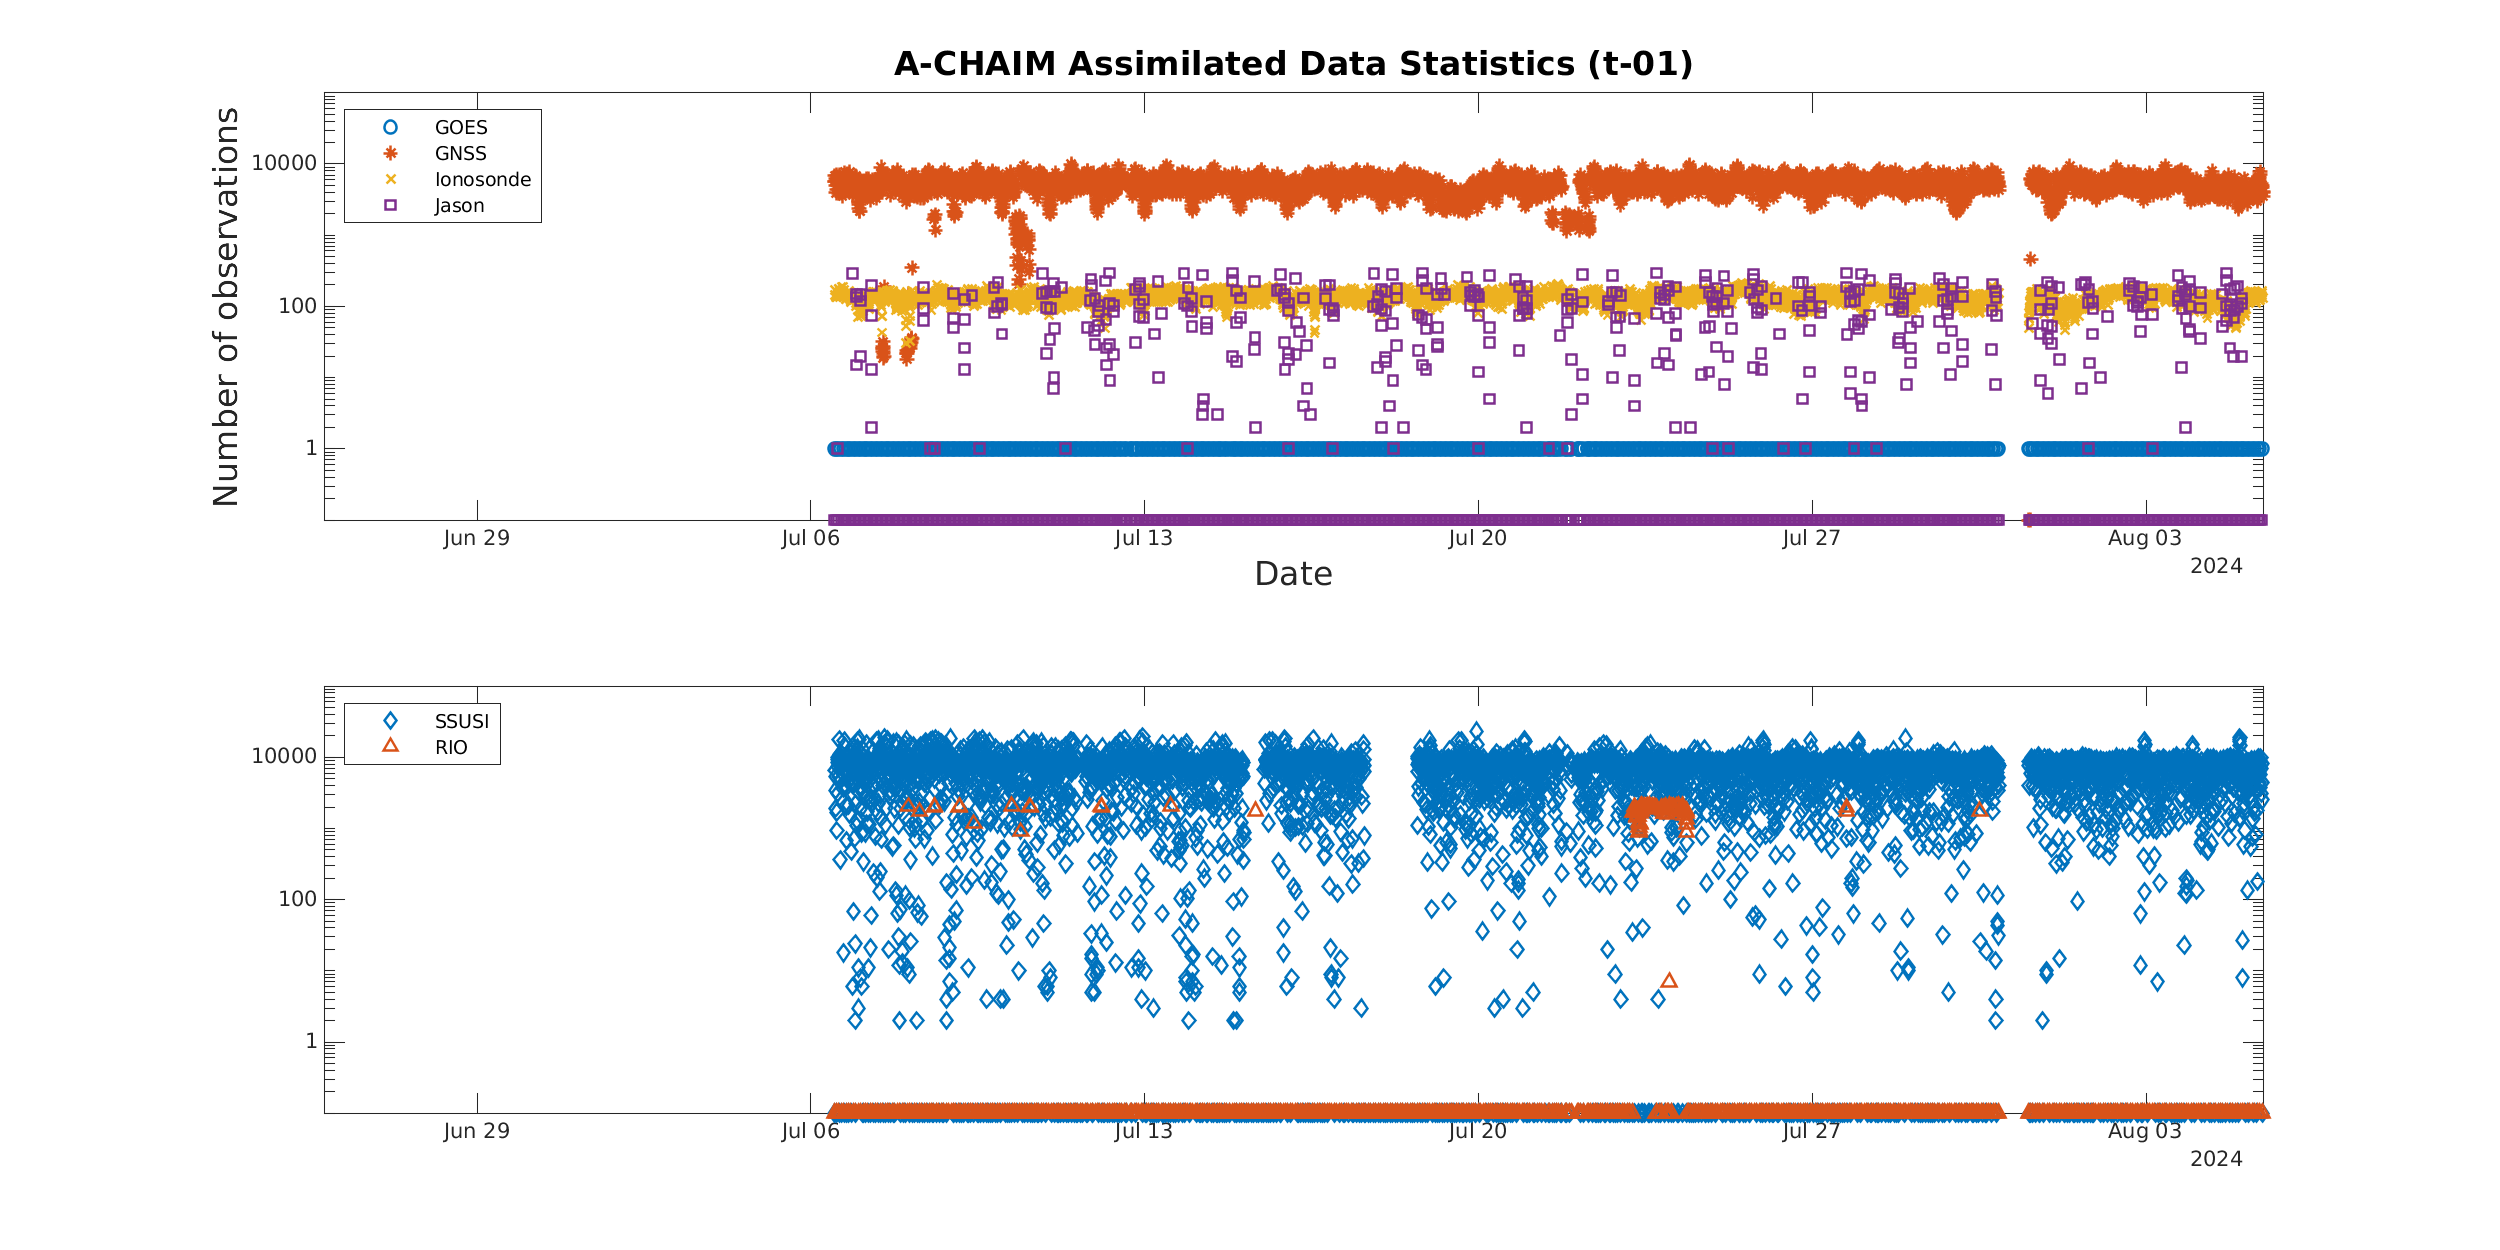 A-CHAIM Assimilated Data Statistics (t-01)
Number of observations
10000
100
1
GOES
GNSS
Ionosonde
Jason
Jun 29
Jul 06
Jul 13
Jul 20
Jul 27
Aug 03
2024
Date
10000
100
1
SSUSI
RIO
Jun 29
Jul 06
Jul 13
Jul 20
Jul 27
Aug 03
2024